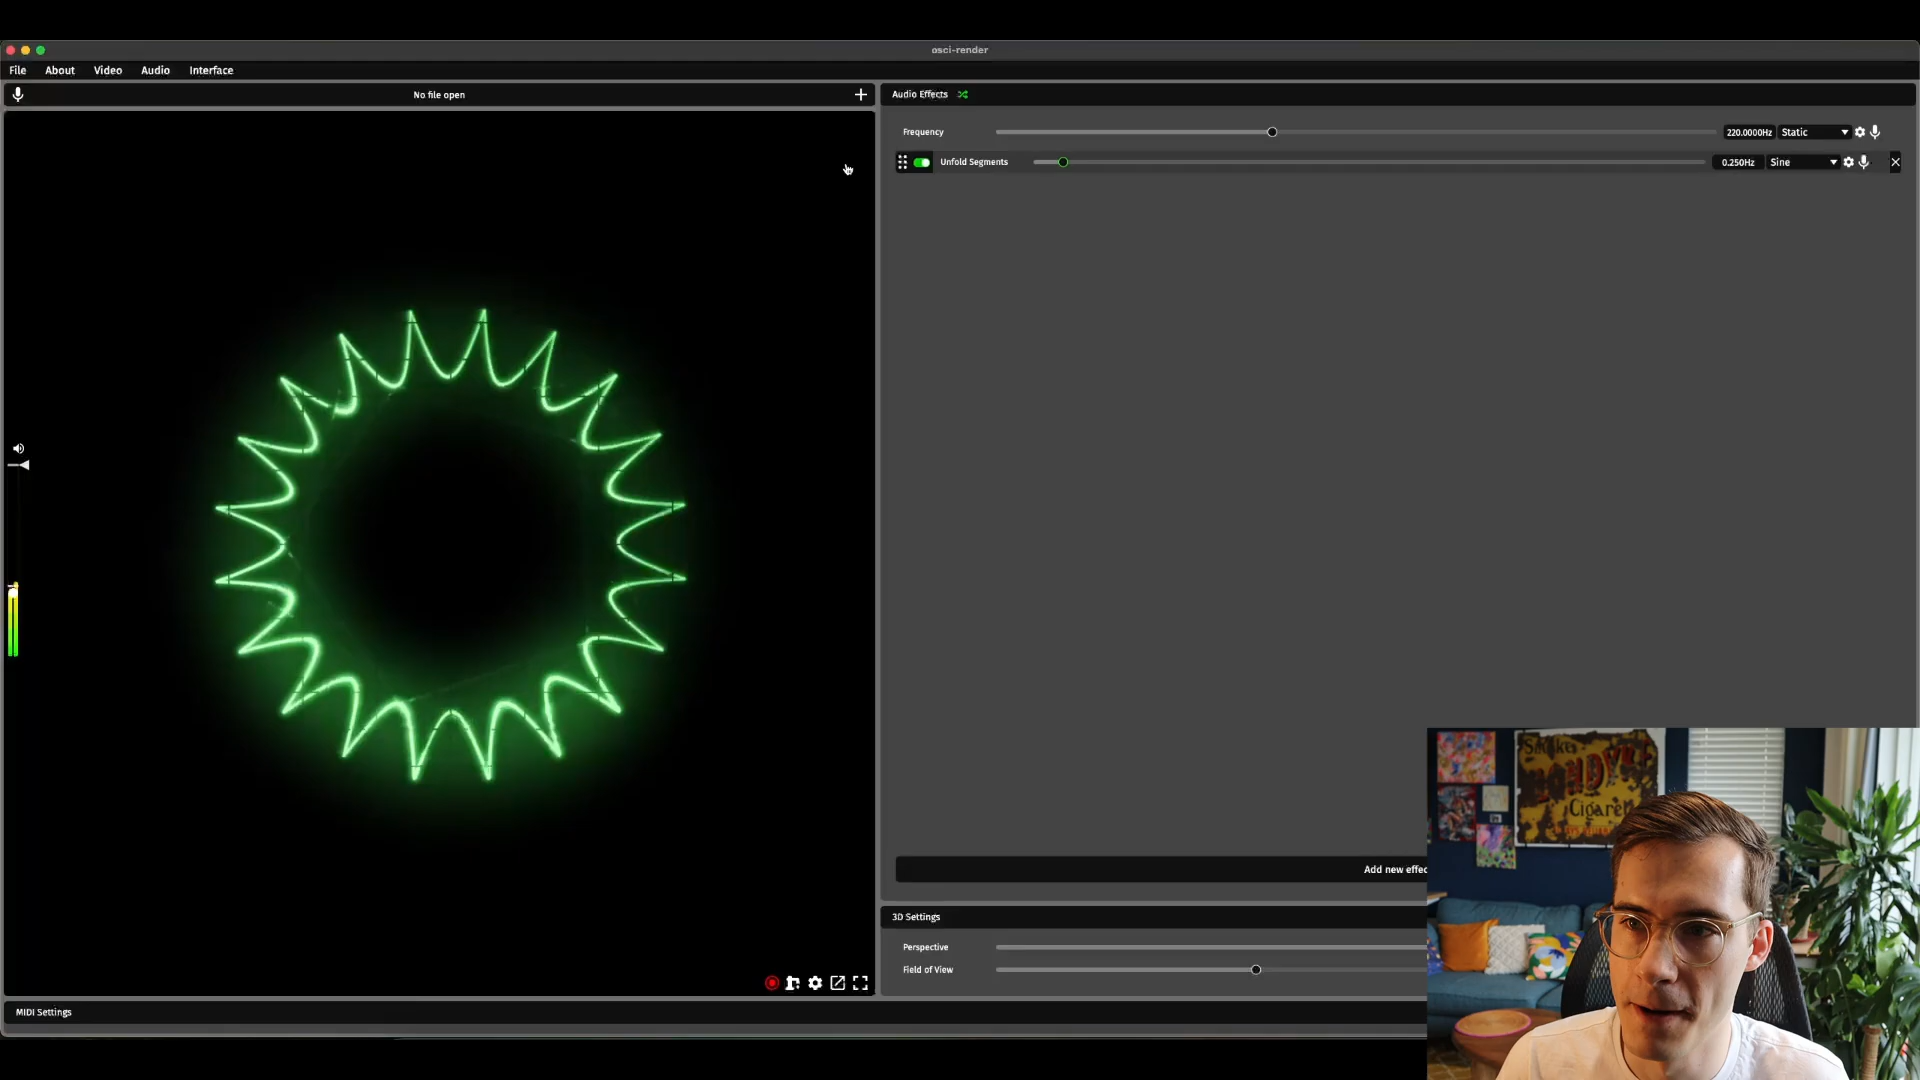 osci-render
File About Video Audio Interface
No file open
Audio Effects
Frequency 220.0000Hz Static
Unfold Segments 0.250Hz Sine
Add new effec
3D Settings
Perspective
Field of View
MIDI Settings
Cigare